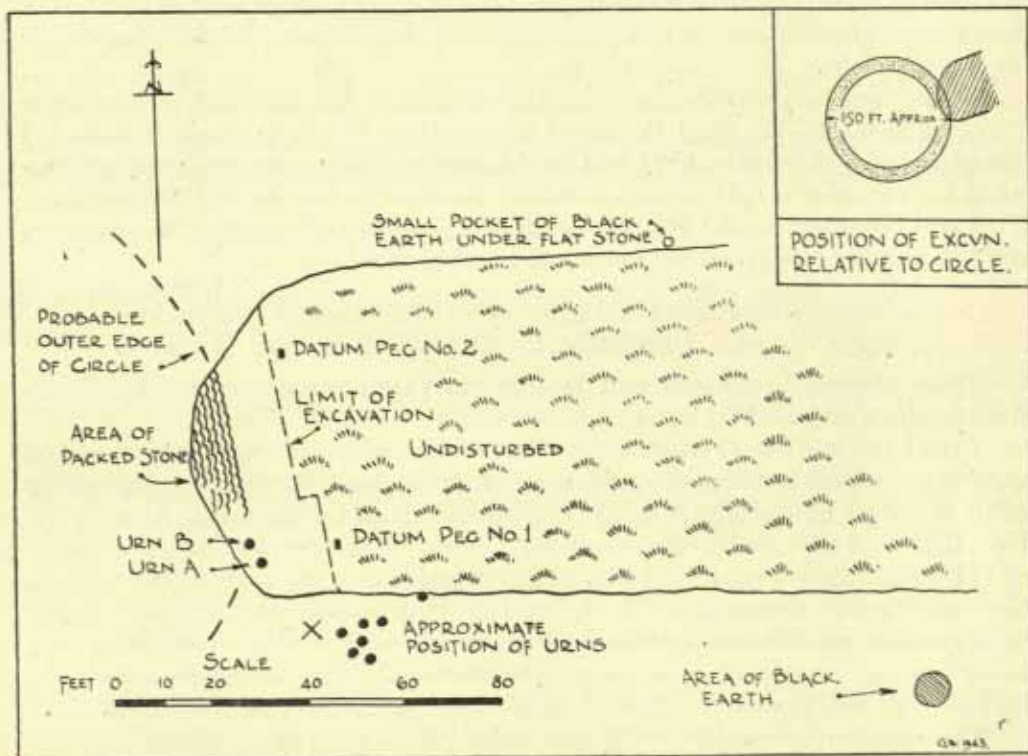 N
150 FT. APPROX
POSITION OF EXCVN.
RELATIVE TO CIRCLE.
SMALL POCKET OF BLACK
EARTH UNDER FLAT STONE
PROBABLE
OUTER EDGE
OF CIRCLE
DATUM PEG NO. 2
LIMIT OF
EXCAVATION
AREA OF
PACKED STONE
UNDISTURBED
URN B
URN A
DATUM PEG NO. 1
X
APPROXIMATE
POSITION OF URNS
SCALE
FEET 0 10 20 40 60 80
AREA OF BLACK
EARTH